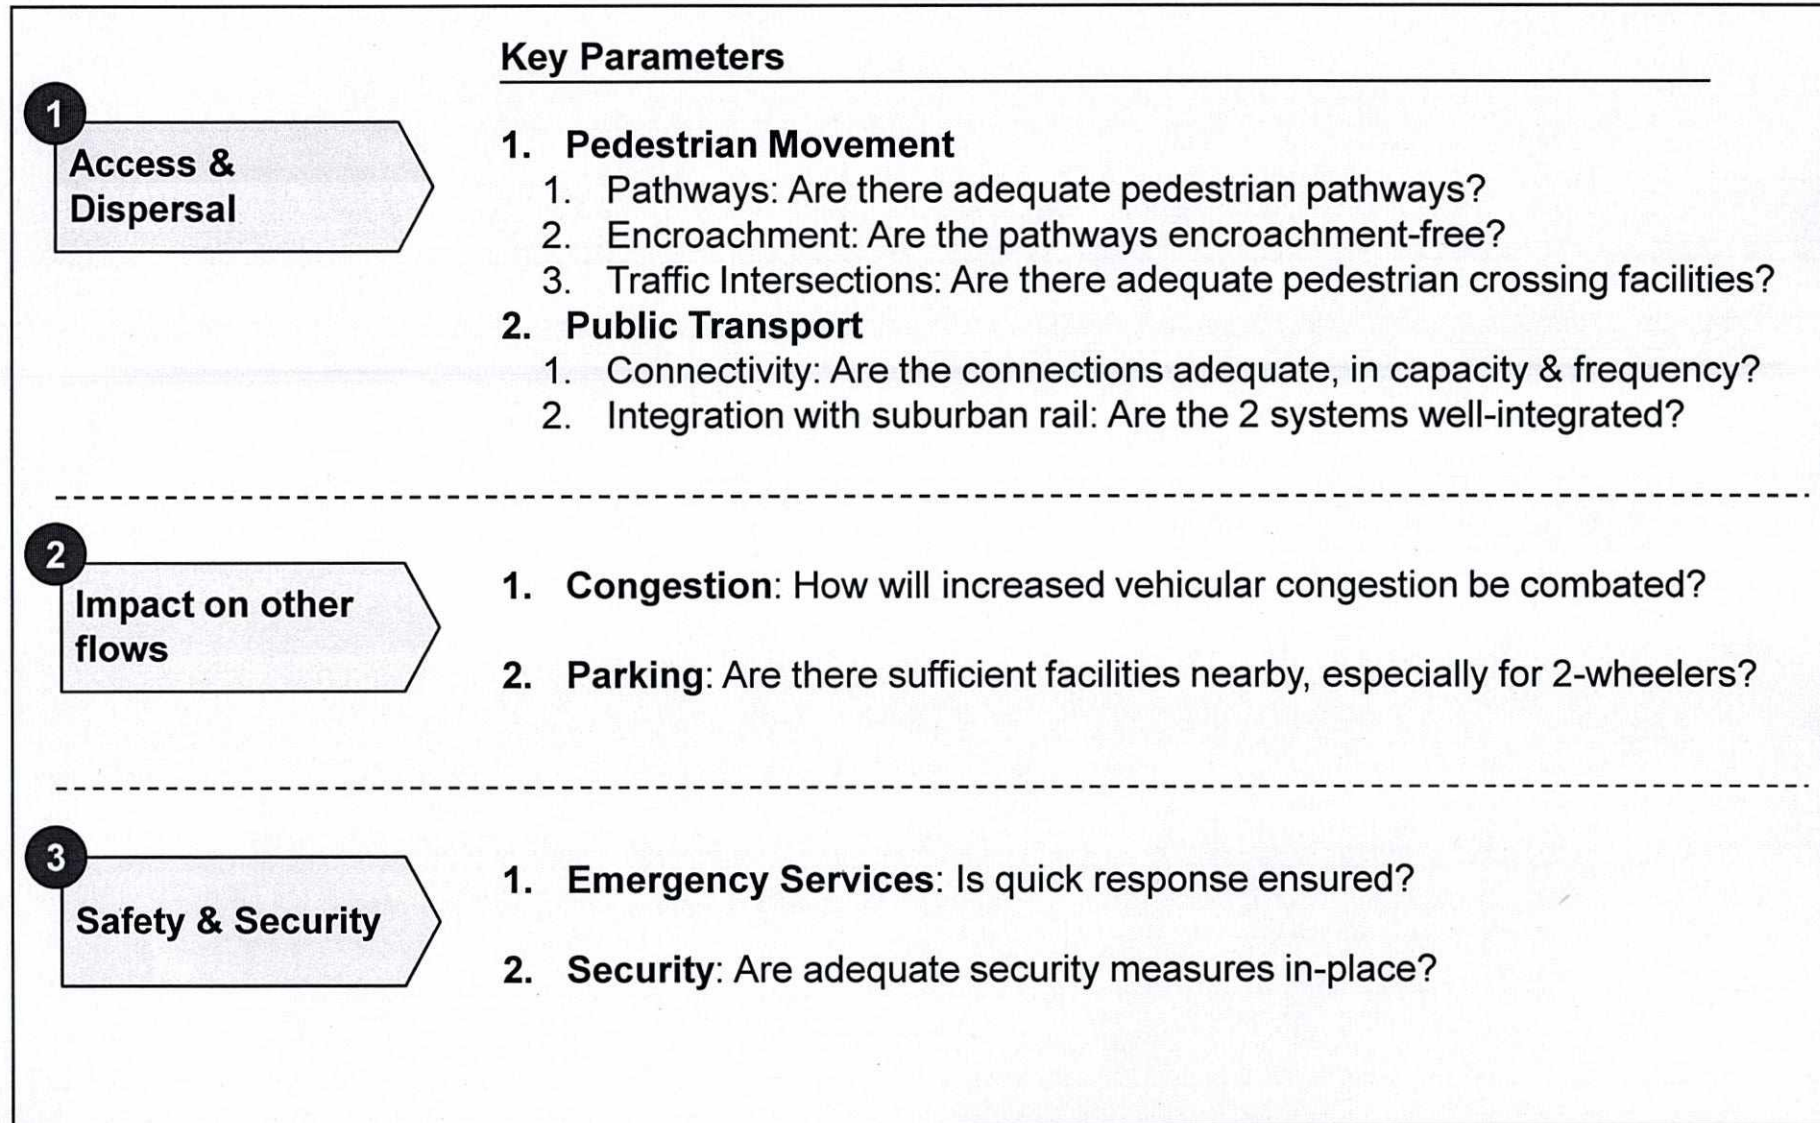 Key Parameters
1
Access &
Dispersal
1. Pedestrian Movement
1. Pathways: Are there adequate pedestrian pathways?
2. Encroachment: Are the pathways encroachment-free?
3. Traffic Intersections: Are there adequate pedestrian crossing facilities?
2. Public Transport
1. Connectivity: Are the connections adequate, in capacity & frequency?
2. Integration with suburban rail: Are the 2 systems well-integrated?
2
Impact on other
flows
1. Congestion: How will increased vehicular congestion be combated?
2. Parking: Are there sufficient facilities nearby, especially for 2-wheelers?
3
Safety & Security
1. Emergency Services: Is quick response ensured?
2. Security: Are adequate security measures in-place?